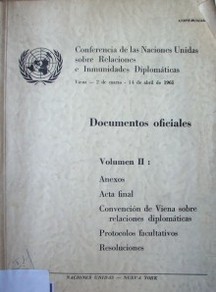 Conferencia de las Naciones Unidas
sobre Relaciones
e Inmunidades Diplomáticas
Viena — 2 de marzo - 14 de abril de 1961
Documentos oficiales
Volumen II :
Anexos
Acta final
Convención de Viena sobre
relaciones diplomáticas
Protocolos facultativos
Resoluciones
NACIONES UNIDAS — NUEVA YORK